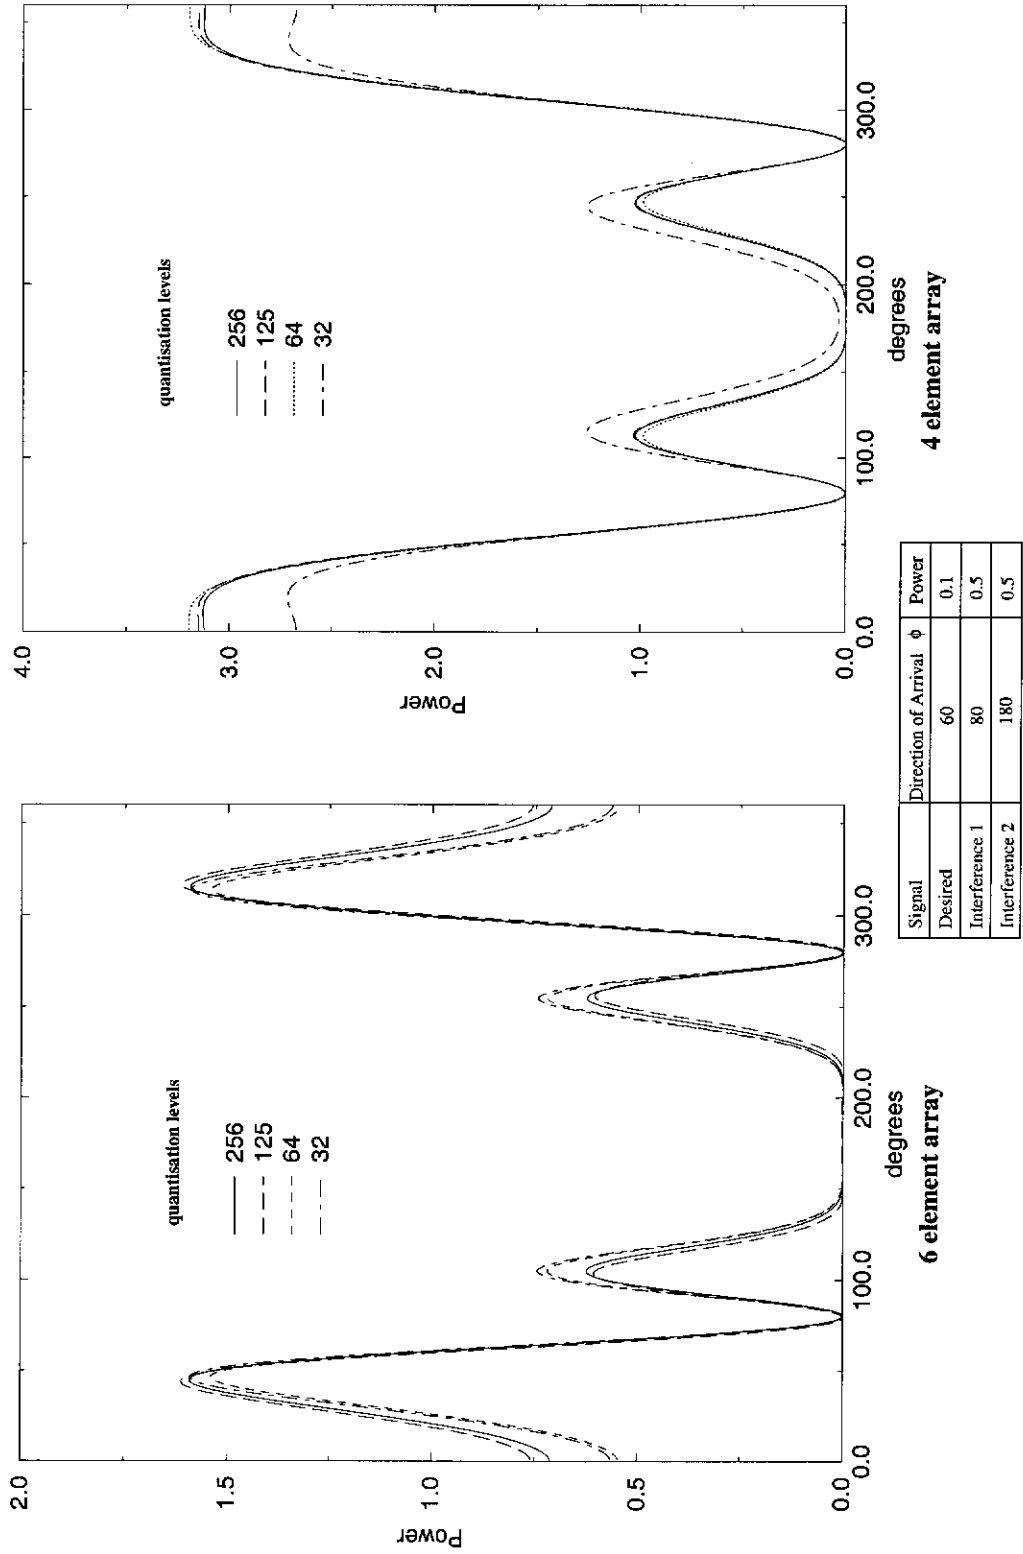 2.0
1.5
1.0
0.5
0.0
Power
quantisation levels
256
125
64
32
0.0
100.0
200.0
300.0
degrees
6 element array
4.0
3.0
2.0
1.0
0.0
Power
quantisation levels
256
125
64
32
0.0
100.0
200.0
300.0
degrees
4 element array
Signal Direction of Arrival ϕ Power
Desired 60 0.1
Interference 1 80 0.5
Interference 2 180 0.5